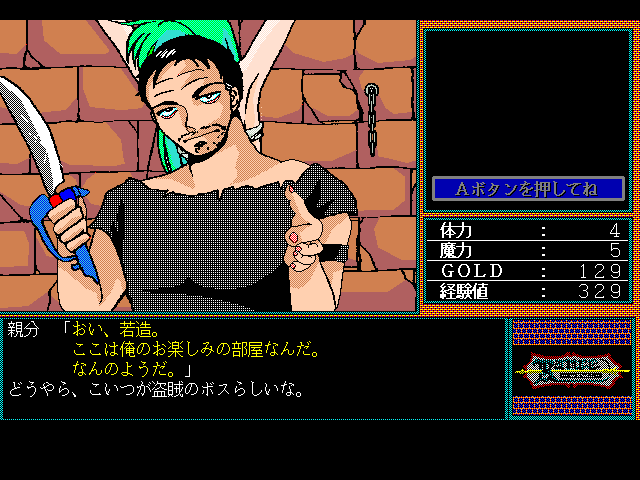 Aボタンを押してね
体力 : 4
魔力 : 5
GOLD : 129
経験値 : 329
親分 「おい、若造。
ここは俺のお楽しみの部屋なんだ。
なんのようだ。」
どうやら、こいつが盗賊のボスらしいな。